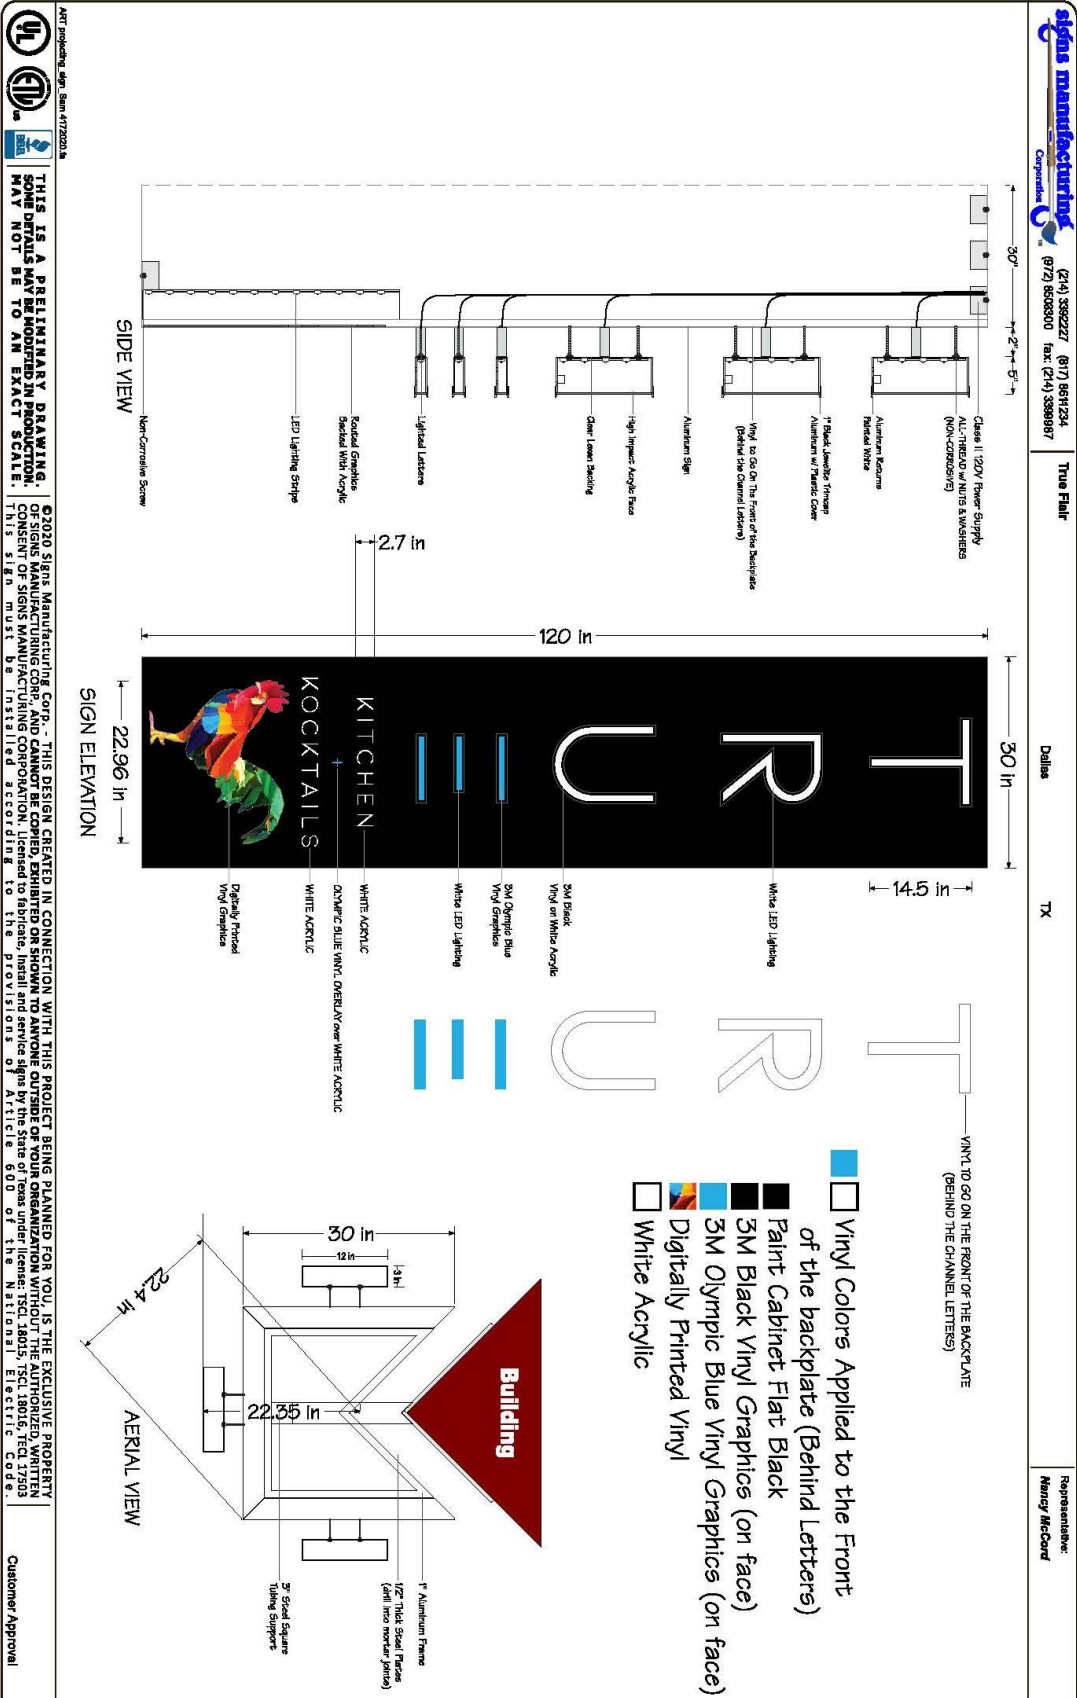 signs manufacturing
Corporation
TM
(214) 3392227 (817) 8611234
(972) 8508300 fax: (214) 339987
True Flair
Dallas
TX
Representative:
Nancy McCord
30"
2"
5"
Class II 120V Power Supply
ALL-THREAD w/ NUTS & WASHERS
(NON-CORROSIVE)
Aluminum Returns
Painted White
1" Black Jewelite Trimcap
Aluminum w/ Plastic Cover
Vinyl to Go On The Front of the Backplate
(Behind the Channel Letters)
Aluminum Sign
High Impact Acrylic Face
Clear Lexan Backing
Lighted Letters
Routed Graphics
Backed With Acrylic
LED Lighting Strips
Non-Corrosive Screw
SIDE VIEW
2.7 in
120 in
30 in
14.5 in
22.96 in
T
R
U
KITCHEN
+
KOCKTAILS
SIGN ELEVATION
White LED Lighting
3M Black
Vinyl on White Acrylic
3M Olympic Blue
Vinyl Graphics
White LED Lighting
WHITE ACRYLIC
OLYMPIC BLUE VINYL OVERLAY over WHITE ACRYLIC
WHITE ACRYLIC
Digitally Printed
Vinyl Graphics
T
R
U
VINYL TO GO ON THE FRONT OF THE BACKPLATE
(BEHIND THE CHANNEL LETTERS)
Vinyl Colors Applied to the Front
of the backplate (Behind Letters)
Paint Cabinet Flat Black
3M Black Vinyl Graphics (on face)
3M Olympic Blue Vinyl Graphics (on face)
Digitally Printed Vinyl
White Acrylic
Building
30 in
12 in
3 in
22.35 in
22.4 in
1" Aluminum Frame
1/2" Thick Steel Plates
(drill into mortar joints)
3" Steel Square
Tubing Support
AERIAL VIEW
ART projecting_sign_Sam 4172020.fs
UL
ETL
us
BBB
THIS IS A PRELIMINARY DRAWING.
SOME DETAILS MAY BE MODIFIED IN PRODUCTION.
MAY NOT BE TO AN EXACT SCALE.
©2020 Signs Manufacturing Corp. - THIS DESIGN CREATED IN CONNECTION WITH THIS PROJECT BEING PLANNED FOR YOU, IS THE EXCLUSIVE PROPERTY
OF SIGNS MANUFACTURING CORP., AND CANNOT BE COPIED, EXHIBITED OR SHOWN TO ANYONE OUTSIDE OF YOUR ORGANIZATION WITHOUT THE AUTHORIZED, WRITTEN
CONSENT OF SIGNS MANUFACTURING CORPORATION. Licensed to fabricate, install and service signs by the State of Texas under license: TSCL 18015, TSCL 18016, TECL 17503
This sign must be installed according to the provisions of Article 600 of the National Electric Code.
Customer Approval